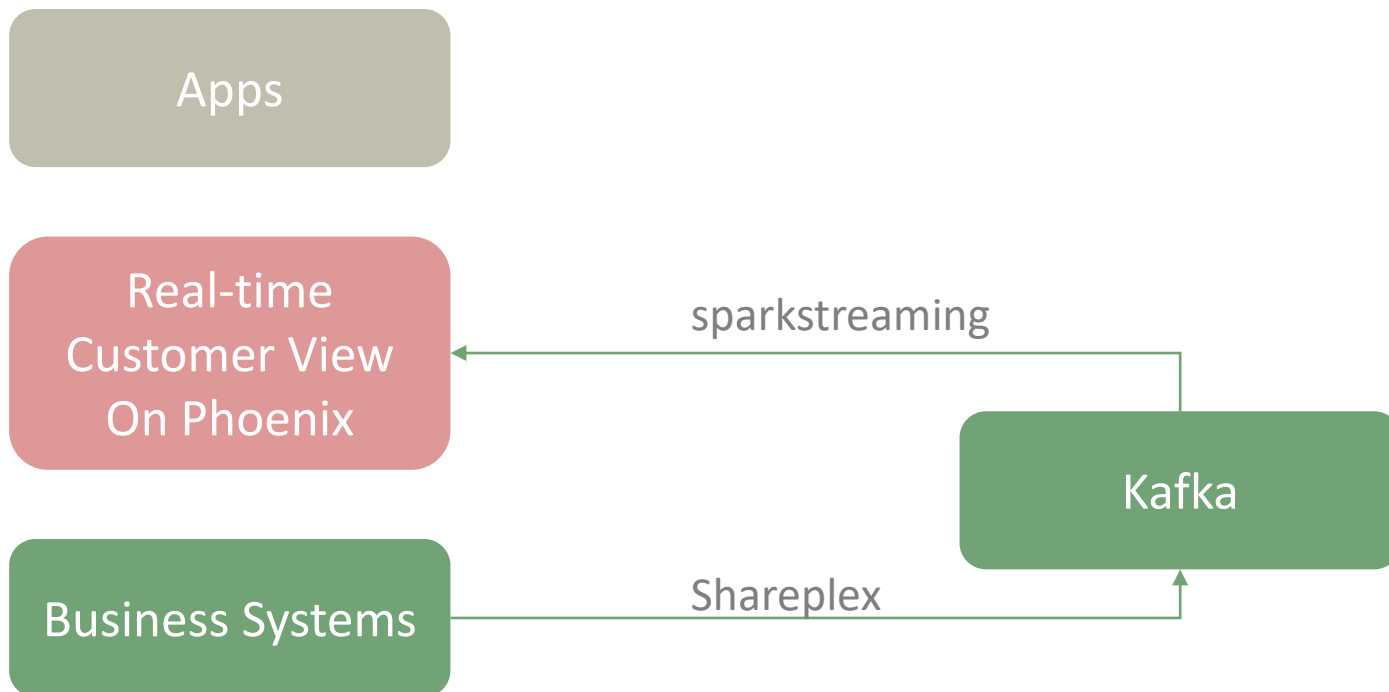 Apps
Real-time
Customer View
On Phoenix
sparkstreaming
Kafka
Shareplex
Business Systems